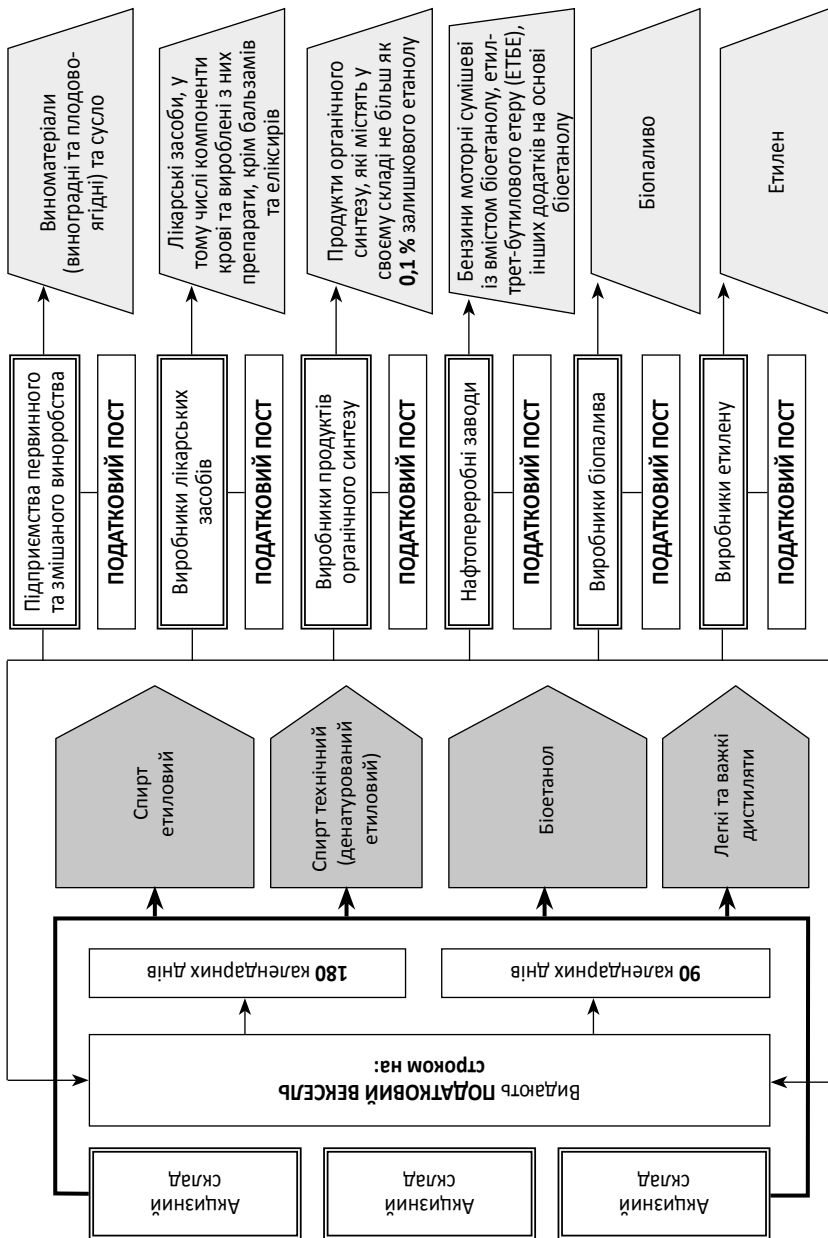 Акцизний
склад
Акцизний
склад
Акцизний
склад
Видають ПОДАТКОВИЙ ВЕКСЕЛЬ
строком на:
180 календарних днів
90 календарних днів
Спирт
етиловий
Спирт технічний
(денатурований
етиловий)
Біоетанол
Легкі та важкі
дистиляти
Підприємства первинного
та змішаного виноробства
ПОДАТКОВИЙ ПОСТ
Виробники лікарських
засобів
ПОДАТКОВИЙ ПОСТ
Виробники продуктів
органічного синтезу
ПОДАТКОВИЙ ПОСТ
Нафтопереробні заводи
ПОДАТКОВИЙ ПОСТ
Виробники біопалива
ПОДАТКОВИЙ ПОСТ
Виробники етилену
ПОДАТКОВИЙ ПОСТ
Виноматеріали
(виноградні та плодово-
ягідні) та сусло
Лікарські засоби, у
тому числі компоненти
крові та вироблені з них
препарати, крім бальзамів
та еліксирів
Продукти органічного
синтезу, які містять у
своєму складі не більш як
0,1 % залишкового етанолу
Бензини моторні сумішеві
із вмістом біоетанолу, етил-
трет-бутилового етеру (ЕТБЕ),
інших додатків на основі
біоетанолу
Біопаливо
Етилен